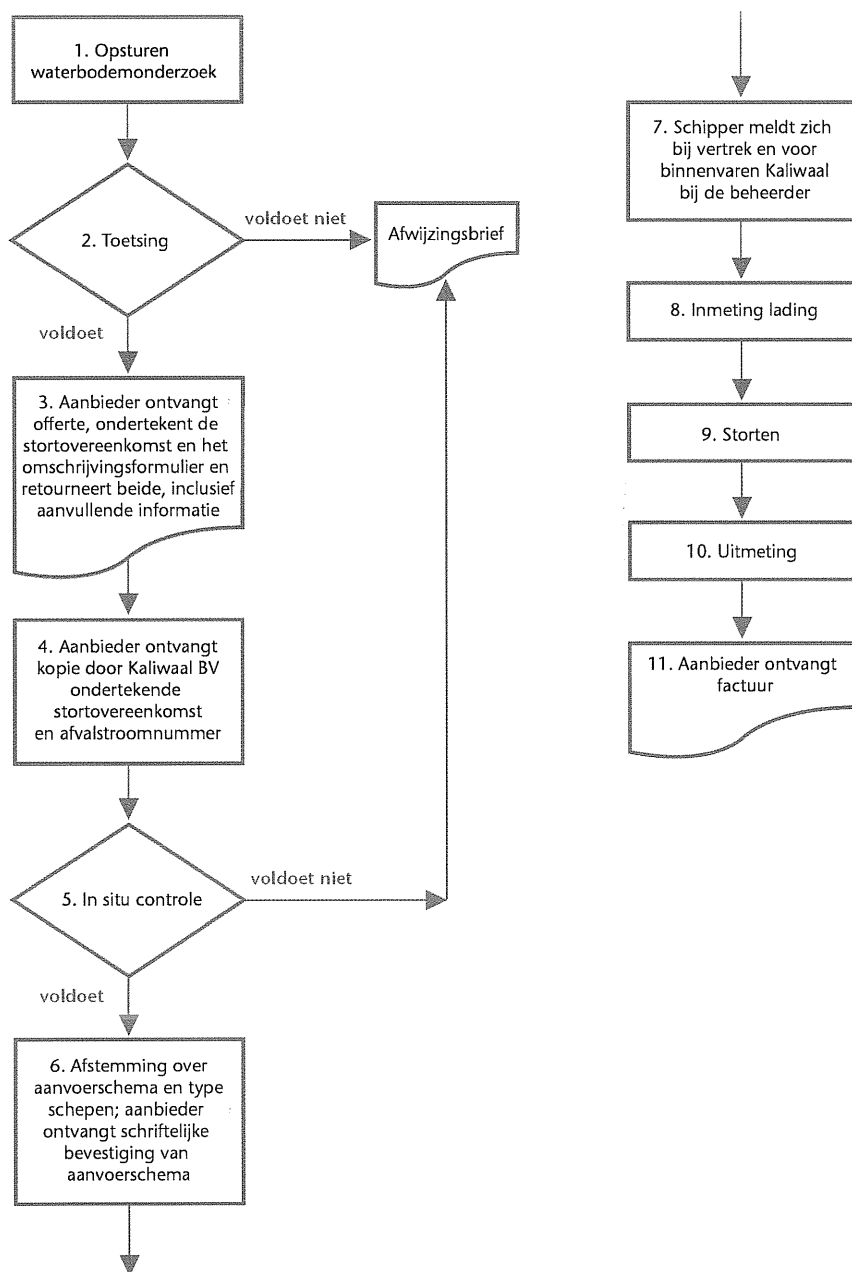 1. Opsturen
waterbodemonderzoek
2. Toetsing
voldoet niet
Afwijzingsbrief
voldoet
3. Aanbieder ontvangt
offerte, ondertekent de
stortovereenkomst en het
omschrijvingsformulier en
retourneert beide, inclusief
aanvullende informatie
4. Aanbieder ontvangt
kopie door Kaliwaal BV
ondertekende
stortovereenkomst
en afvalstroomnummer
5. In situ controle
voldoet niet
voldoet
6. Afstemming over
aanvoerschema en type
schepen; aanbieder
ontvangt schriftelijke
bevestiging van
aanvoerschema
7. Schipper meldt zich
bij vertrek en voor
binnenvaren Kaliwaal
bij de beheerder
8. Inmeting lading
9. Storten
10. Uitmeting
11. Aanbieder ontvangt
factuur